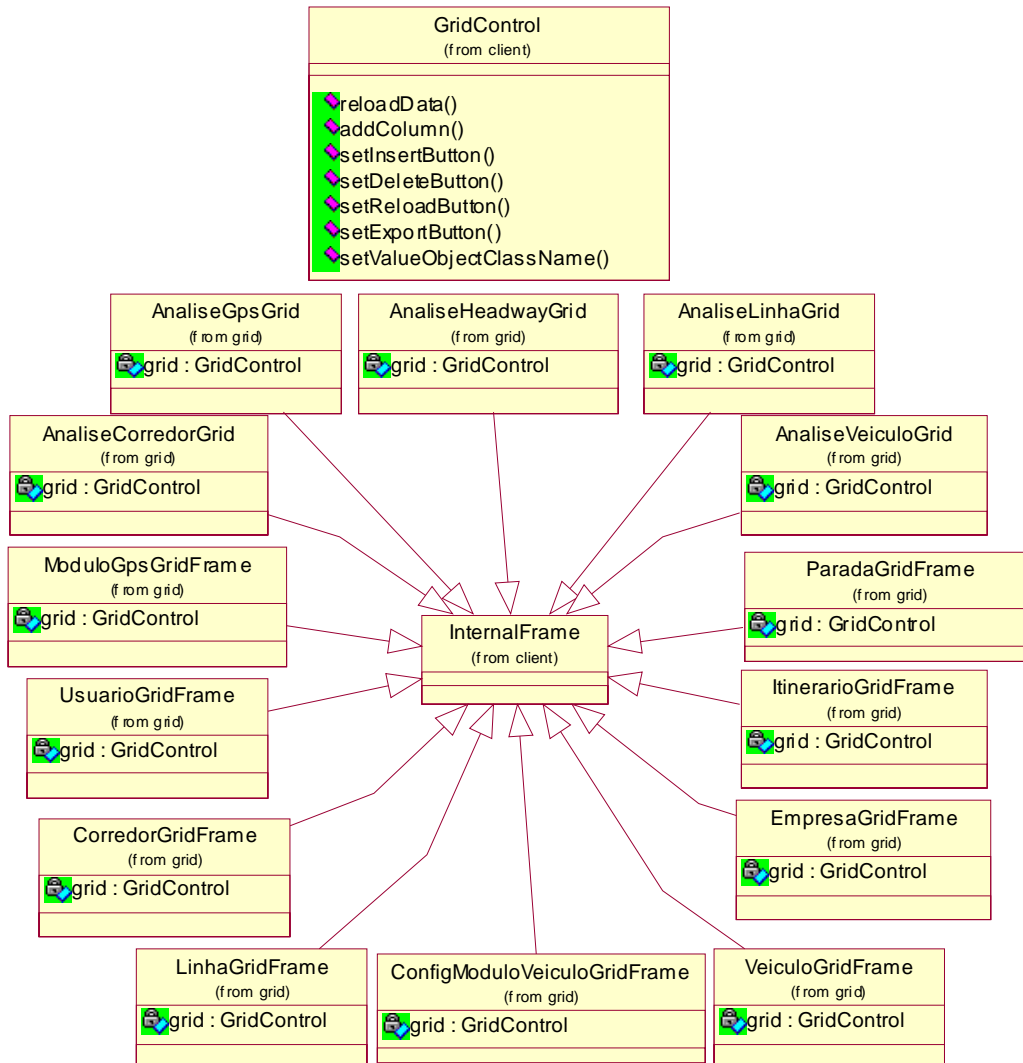 GridControl
(from client)
reloadData()
addColumn()
setInsertButton()
setDeleteButton()
setReloadButton()
setExportButton()
setValueObjectClassName()
AnaliseGpsGrid
(from grid)
grid : GridControl
AnaliseHeadwayGrid
(from grid)
grid : GridControl
AnaliseLinhaGrid
(from grid)
grid : GridControl
AnaliseCorredorGrid
(from grid)
grid : GridControl
AnaliseVeiculoGrid
(from grid)
grid : GridControl
ModuloGpsGridFrame
(from grid)
grid : GridControl
InternalFrame
(from client)
ParadaGridFrame
(from grid)
grid : GridControl
UsuarioGridFrame
(from grid)
grid : GridControl
ItinerarioGridFrame
(from grid)
grid : GridControl
CorredorGridFrame
(from grid)
grid : GridControl
EmpresaGridFrame
(from grid)
grid : GridControl
LinhaGridFrame
(from grid)
grid : GridControl
ConfigModuloVeiculoGridFrame
(from grid)
grid : GridControl
VeiculoGridFrame
(from grid)
grid : GridControl